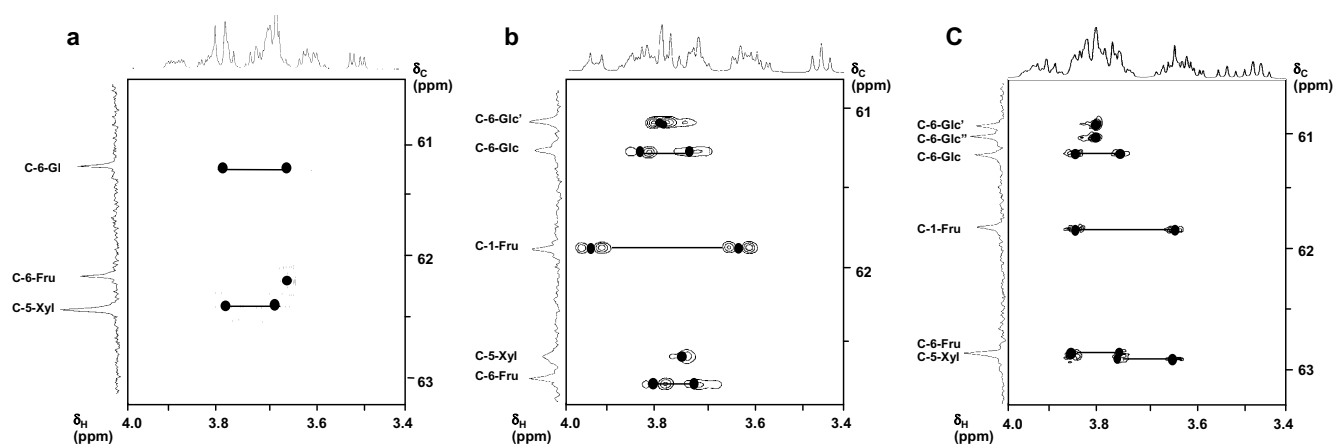 a
δC
(ppm)
C-6-Gl
C-6-Fru
C-5-Xyl
61
62
63
δH
(ppm)
4.0
3.8
3.6
3.4
b
δC
(ppm)
C-6-Glc'
C-6-Glc
C-1-Fru
C-5-Xyl
C-6-Fru
61
62
δH
(ppm)
4.0
3.8
3.6
3.4
C
δC
(ppm)
C-6-Glc'
C-6-Glc"
C-6-Glc
C-1-Fru
C-6-Fru
C-5-Xyl
61
62
63
δH
(ppm)
4.0
3.8
3.6
3.4